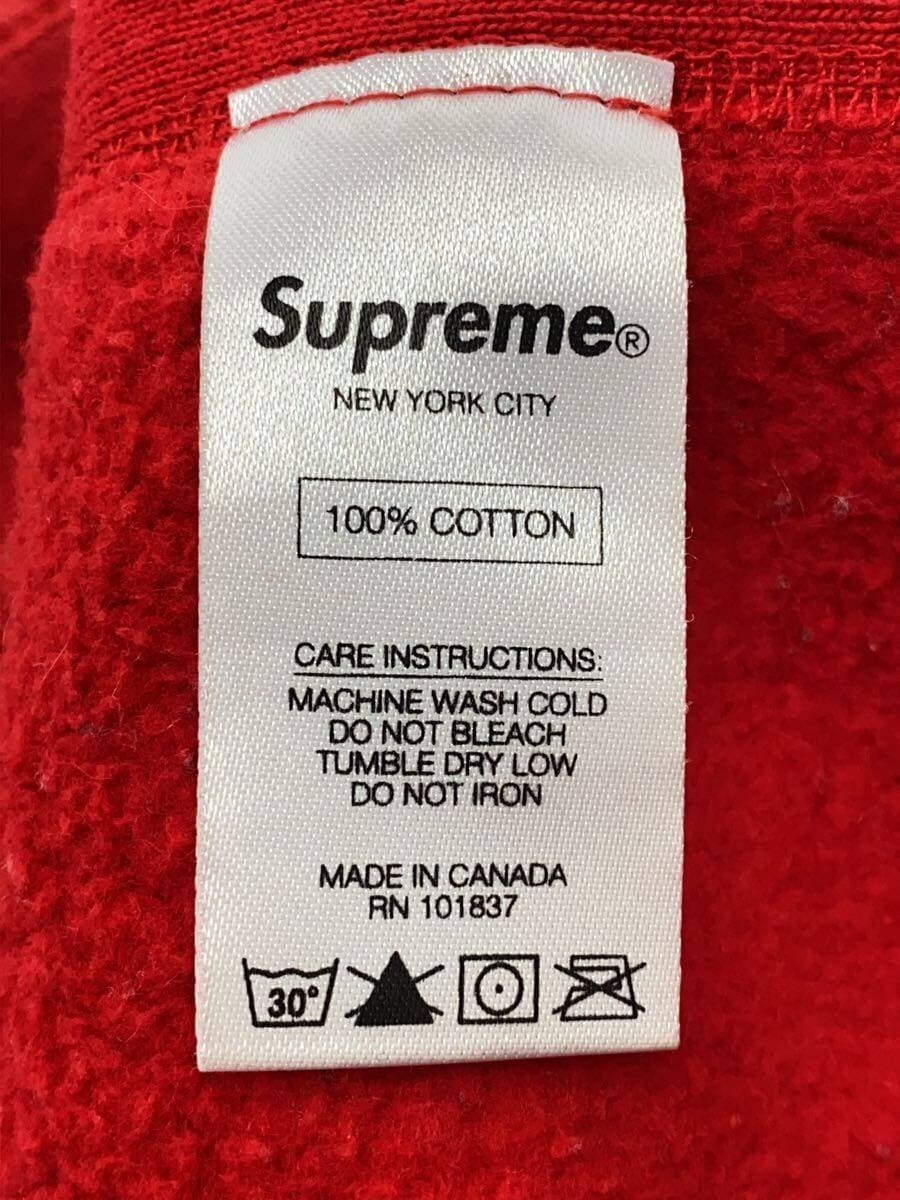 Supreme®
NEW YORK CITY
100% COTTON
CARE INSTRUCTIONS:
MACHINE WASH COLD
DO NOT BLEACH
TUMBLE DRY LOW
DO NOT IRON
MADE IN CANADA
RN 101837
30°